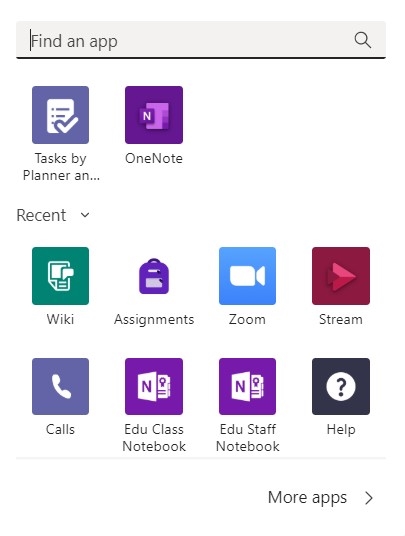 Find an app
Tasks by
Planner an...
OneNote
Recent
Wiki
Assignments
Zoom
Stream
Calls
Edu Class
Notebook
Edu Staff
Notebook
Help
More apps